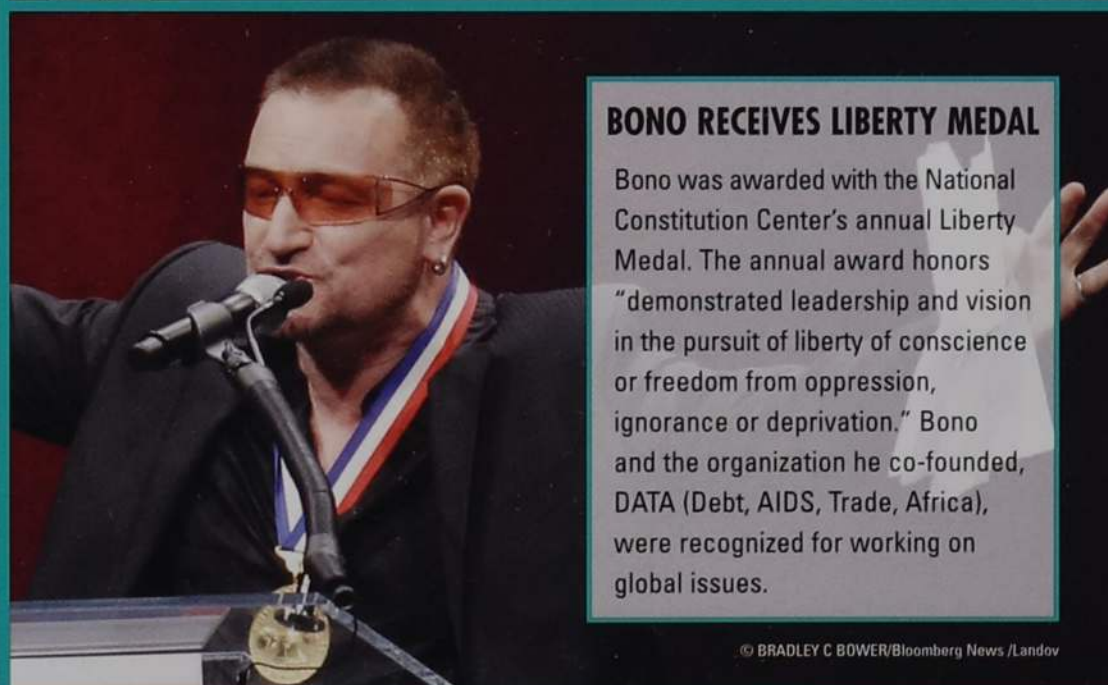 BONO RECEIVES LIBERTY MEDAL
Bono was awarded with the National
Constitution Center's annual Liberty
Medal. The annual award honors
“demonstrated leadership and vision
in the pursuit of liberty of conscience
or freedom from oppression,
ignorance or deprivation.” Bono
and the organization he co-founded,
DATA (Debt, AIDS, Trade, Africa),
were recognized for working on
global issues.
© BRADLEY C BOWER/Bloomberg News /Landov